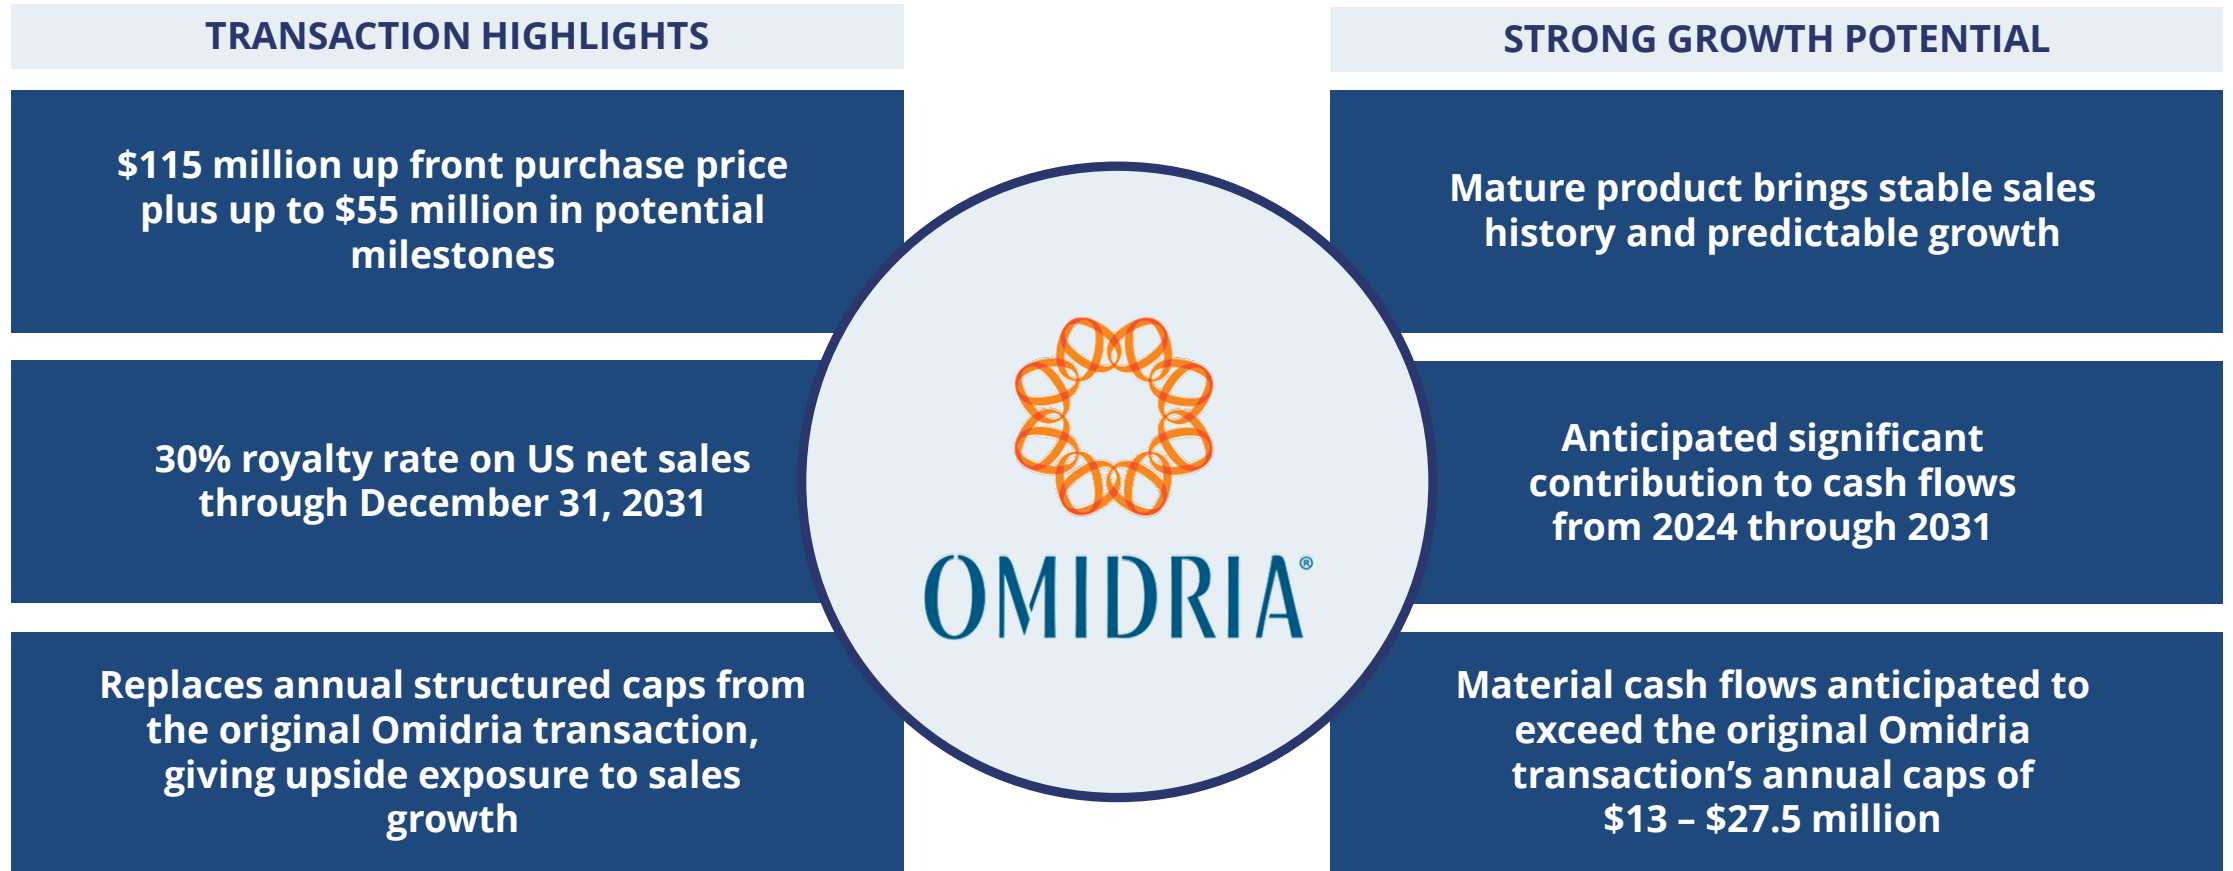 TRANSACTION HIGHLIGHTS
$115 million up front purchase price
plus up to $55 million in potential
milestones
30% royalty rate on US net sales
through December 31, 2031
Replaces annual structured caps from
the original Omidria transaction,
giving upside exposure to sales
growth
OMIDRIA®
STRONG GROWTH POTENTIAL
Mature product brings stable sales
history and predictable growth
Anticipated significant
contribution to cash flows
from 2024 through 2031
Material cash flows anticipated to
exceed the original Omidria
transaction’s annual caps of
$13 – $27.5 million